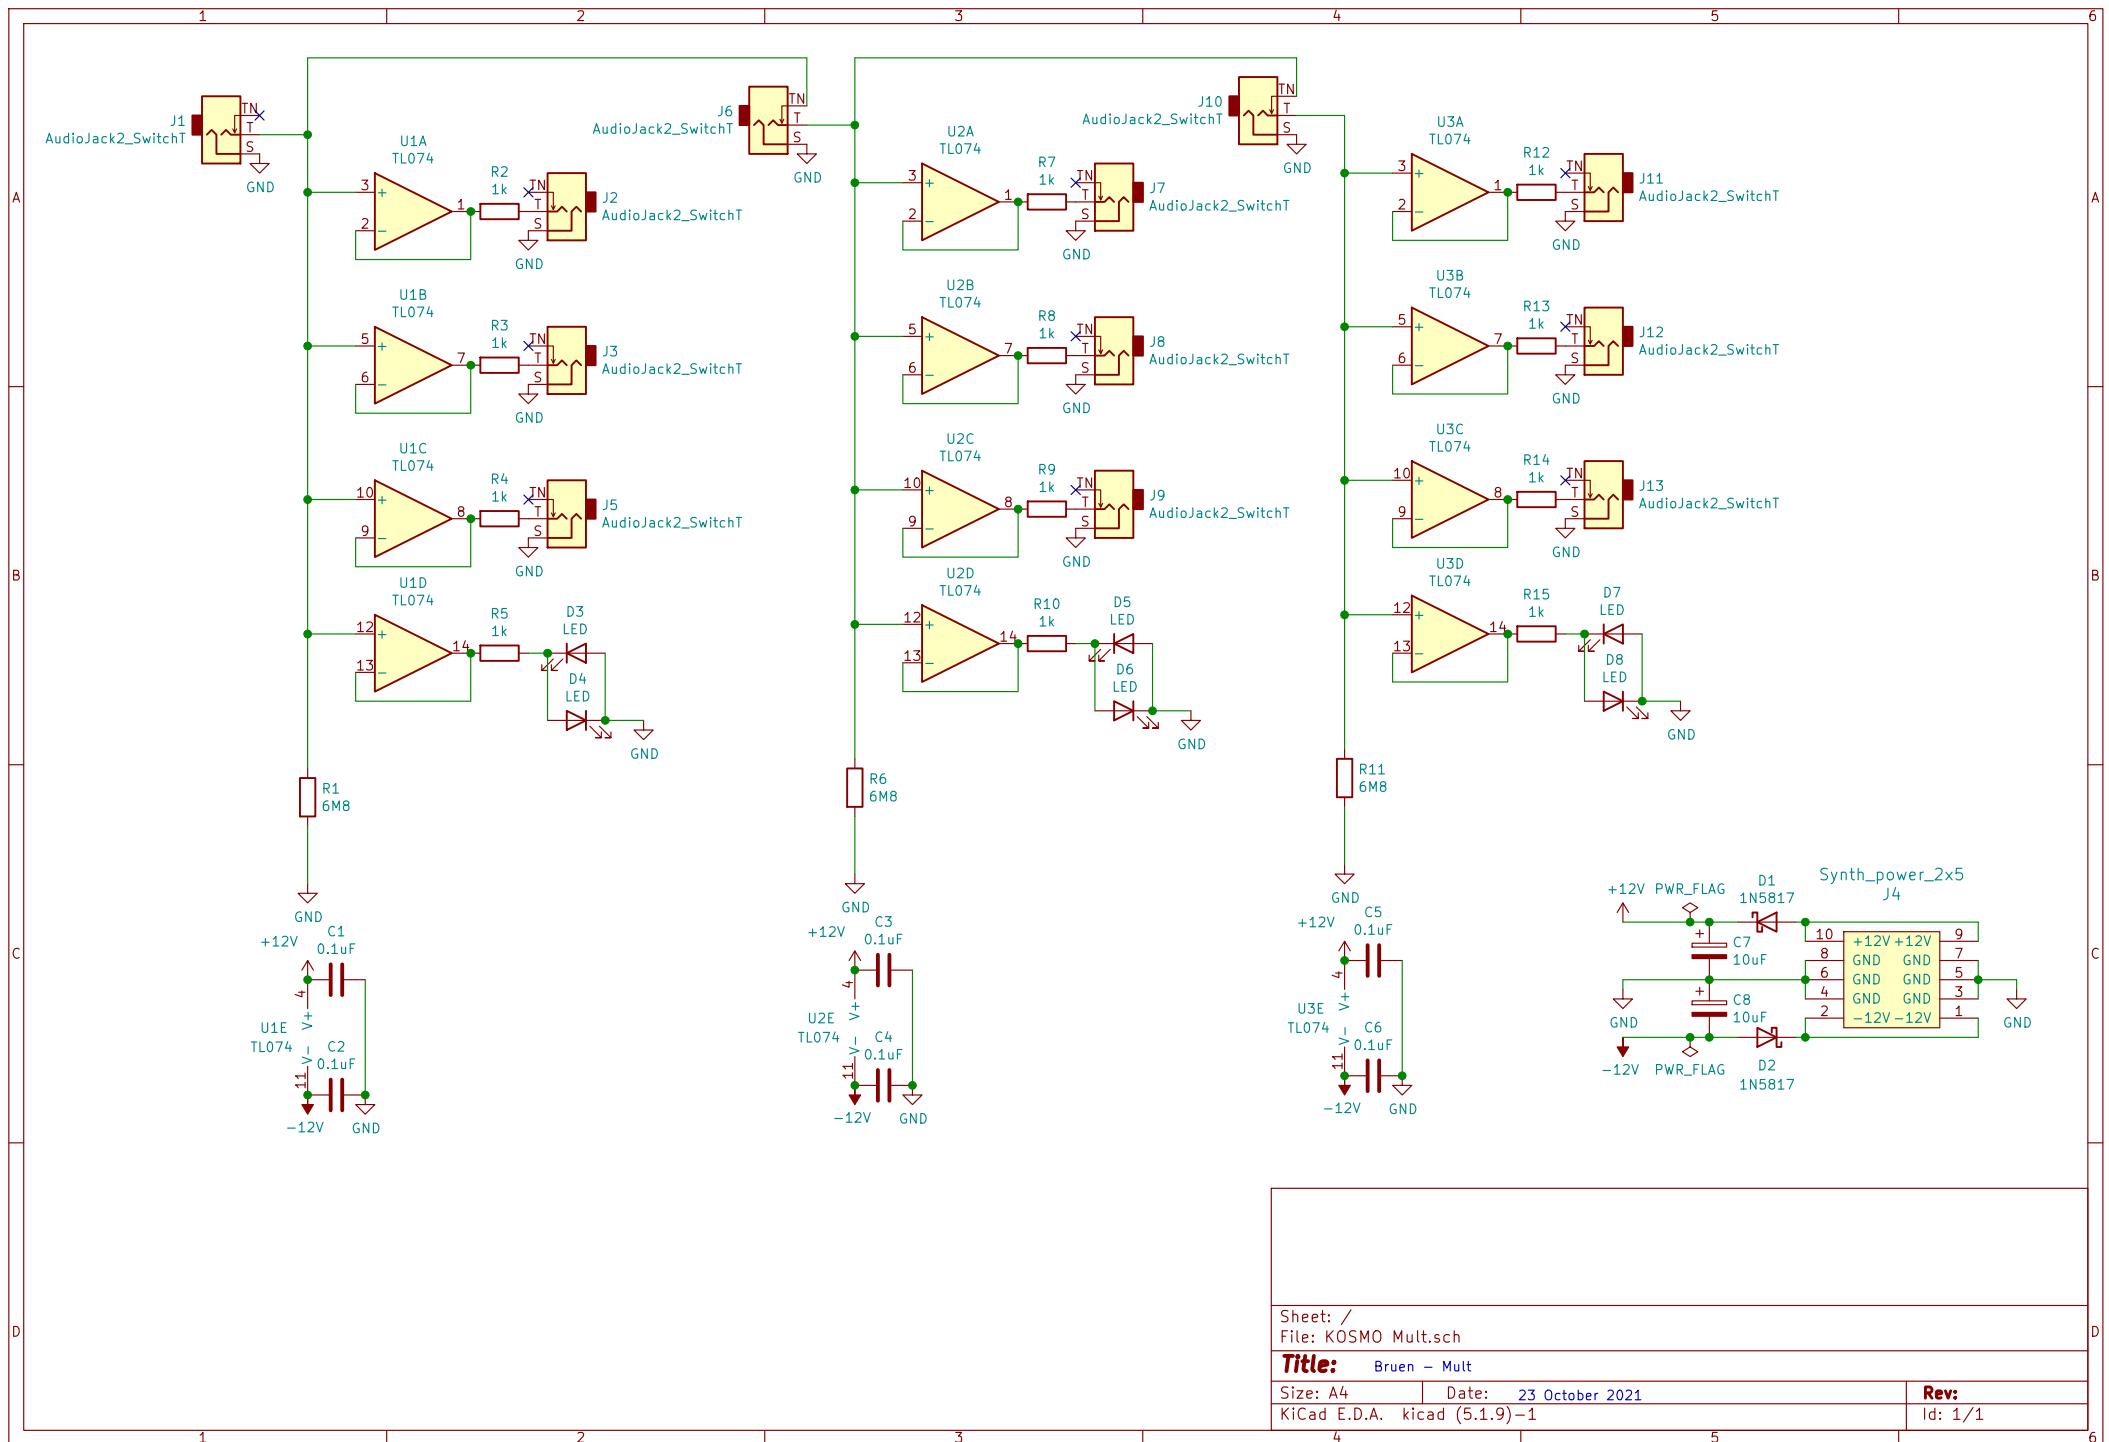 1 2 3 4 5 6
A A
B B
C C
D D
J1
AudioJack2_SwitchT
TN
T
S
GND
U1A
TL074
3
2
1
+
−
R2
1k
TN
T
S
GND
J2
AudioJack2_SwitchT
U1B
TL074
5
6
7
+
−
R3
1k
TN
T
S
GND
J3
AudioJack2_SwitchT
U1C
TL074
10
9
8
+
−
R4
1k
TN
T
S
GND
J5
AudioJack2_SwitchT
U1D
TL074
12
13
14
+
−
R5
1k
D3
LED
D4
LED
GND
R1
6M8
GND
+12V
C1
0.1uF
4
V+
U1E
TL074
V−
11
C2
0.1uF
−12V
GND
J6
AudioJack2_SwitchT
TN
T
S
GND
U2A
TL074
3
2
1
+
−
R7
1k
TN
T
S
GND
J7
AudioJack2_SwitchT
U2B
TL074
5
6
7
+
−
R8
1k
TN
T
S
GND
J8
AudioJack2_SwitchT
U2C
TL074
10
9
8
+
−
R9
1k
TN
T
S
GND
J9
AudioJack2_SwitchT
U2D
TL074
12
13
14
+
−
R10
1k
D5
LED
D6
LED
GND
R6
6M8
GND
+12V
C3
0.1uF
4
V+
U2E
TL074
V−
11
C4
0.1uF
−12V
GND
J10
AudioJack2_SwitchT
TN
T
S
GND
U3A
TL074
3
2
1
+
−
R12
1k
TN
T
S
GND
J11
AudioJack2_SwitchT
U3B
TL074
5
6
7
+
−
R13
1k
TN
T
S
GND
J12
AudioJack2_SwitchT
U3C
TL074
10
9
8
+
−
R14
1k
TN
T
S
GND
J13
AudioJack2_SwitchT
U3D
TL074
12
13
14
+
−
R15
1k
D7
LED
D8
LED
GND
R11
6M8
GND
+12V
C5
0.1uF
4
V+
U3E
TL074
V−
11
C6
0.1uF
−12V
GND
Synth_power_2x5
J4
+12V PWR_FLAG
D1
1N5817
+
C7
10uF
+
C8
10uF
GND
−12V PWR_FLAG
D2
1N5817
10 +12V +12V 9
8 GND GND 7
6 GND GND 5
4 GND GND 3
2 −12V −12V 1
GND
Sheet: /
File: KOSMO Mult.sch
Title: Bruen − Mult
Size: A4 Date: 23 October 2021 Rev:
KiCad E.D.A. kicad (5.1.9)−1 Id: 1/1
1 2 3 4 5 6